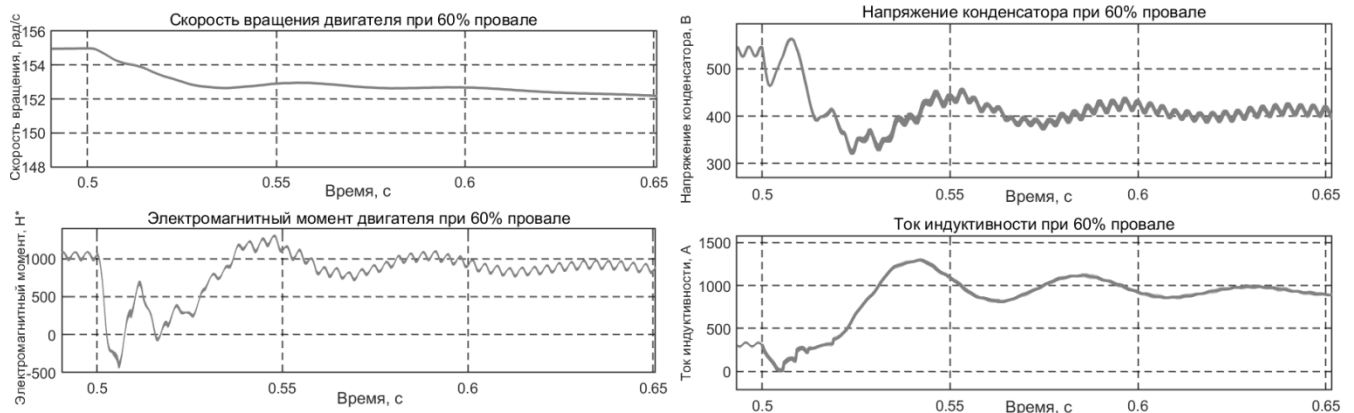 Скорость вращения двигателя при 60% провале
Скорость вращения, рад/с
156
154
152
150
148
0.5
0.55
0.6
0.65
Время, с
Напряжение конденсатора при 60% провале
Напряжение конденсатора, В
500
400
300
0.5
0.55
0.6
0.65
Время, с
Электромагнитный момент двигателя при 60% провале
Электромагнитный момент, Н*
1000
500
0
-500
0.5
0.55
0.6
0.65
Время, с
Ток индуктивности при 60% провале
Ток индуктивности, А
1500
1000
500
0
0.5
0.55
0.6
0.65
Время, с